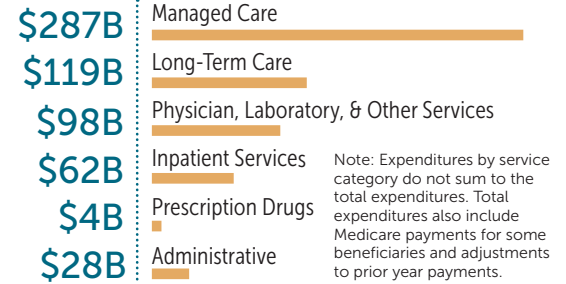 $287B Managed Care
$119B Long-Term Care
$98B Physician, Laboratory, & Other Services
$62B Inpatient Services
$4B Prescription Drugs
$28B Administrative
Note: Expenditures by service
category do not sum to the
total expenditures. Total
expenditures also include
Medicare payments for some
beneficiaries and adjustments
to prior year payments.